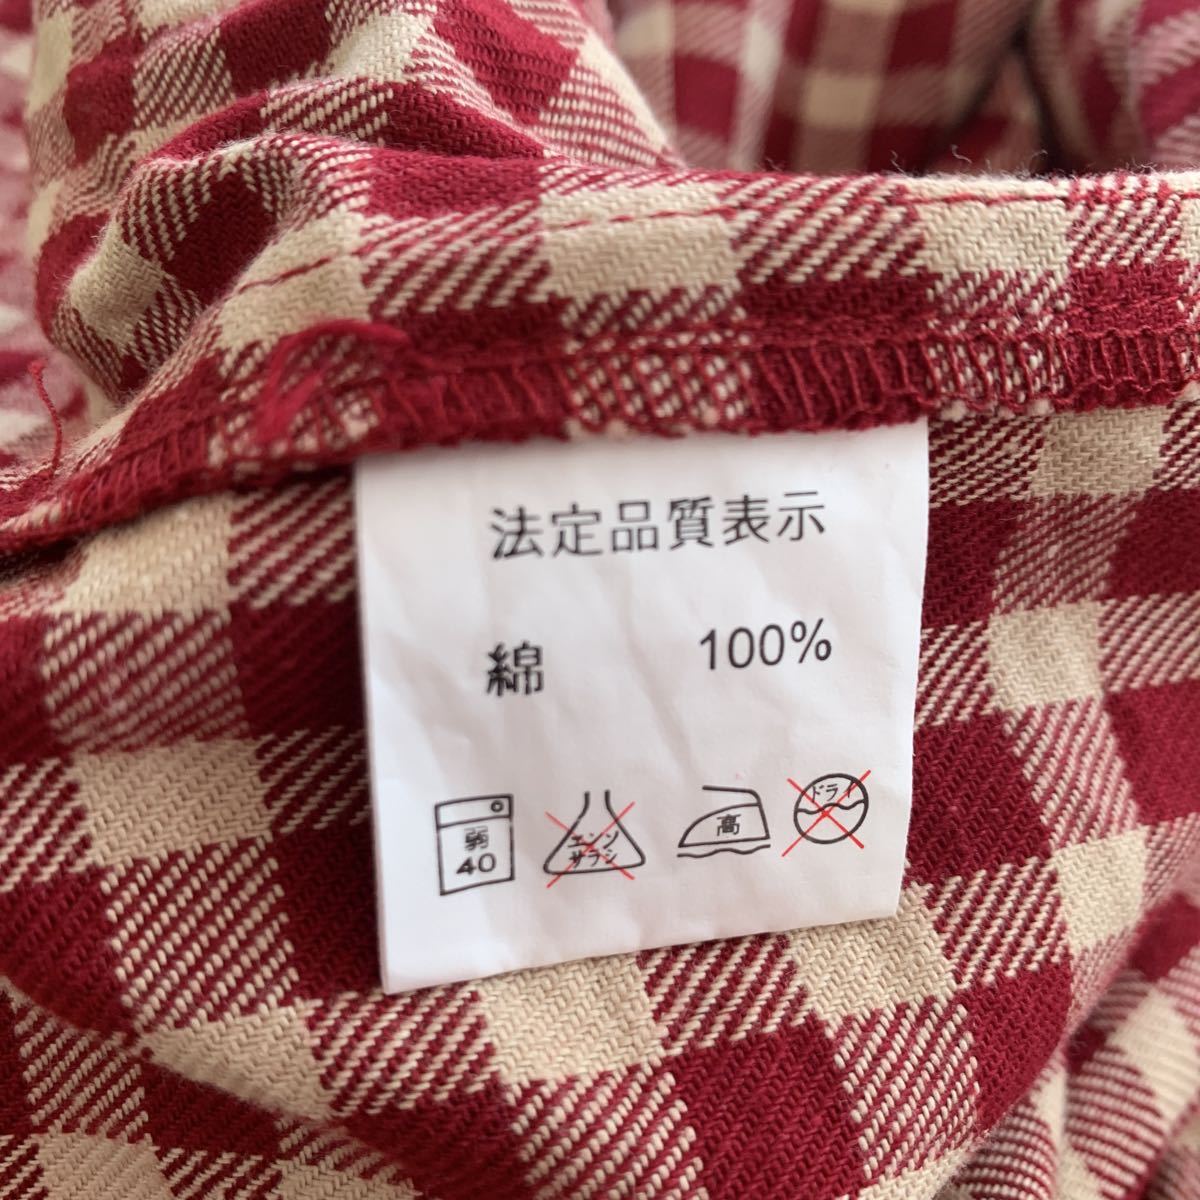 法定品質表示
綿 100%
弱 40
エンソサラシ
高
ドライ